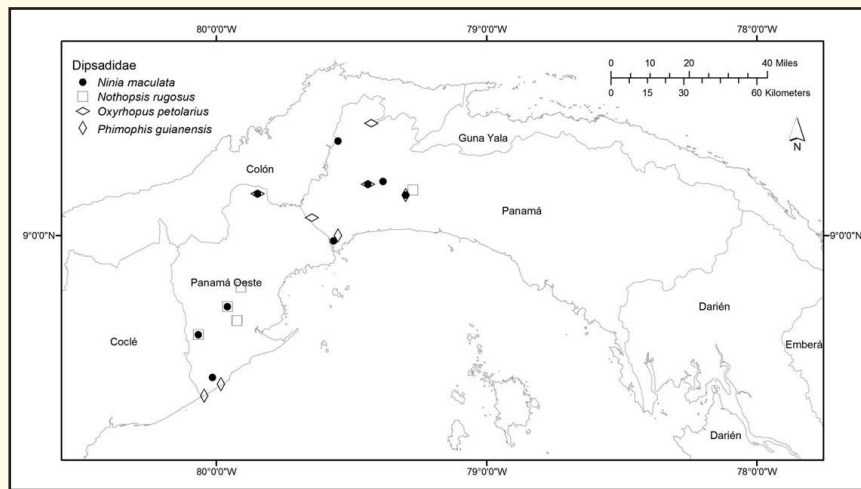 80°0'0"W 79°0'0"W 78°0'0"W
Dipsadidae
Ninia maculata
Nothopsis rugosus
Oxyrhopus petolarius
Phimophis guianensis
0 10 20 40 Miles
0 15 30 60 Kilometers
N
Guna Yala
Colón
Panamá
9°0'0"N 9°0'0"N
Panamá Oeste
Darién
Coclé
Emberá
Darién
80°0'0"W 79°0'0"W 78°0'0"W